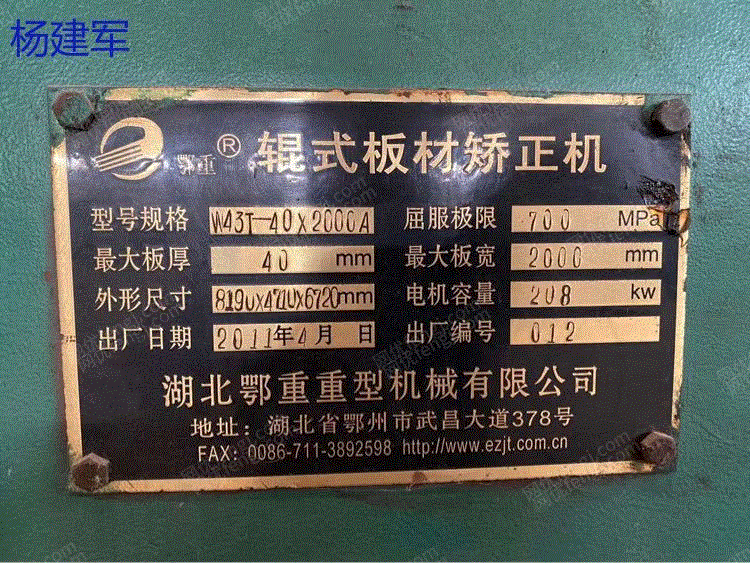 杨建军
鄂重® 辊式板材矫正机
型号规格 W43T-40X2000A 屈服极限 700 MPa
最大板厚 40 mm 最大板宽 2000 mm
外形尺寸 8190X4710X6720mm 电机容量 208 kw
出厂日期 2011年4月 日 出厂编号 012
湖北鄂重重型机械有限公司
地址：湖北省鄂州市武昌大道378号
FAX: 0086-711-3892598 http://www.ezjt.com.cn